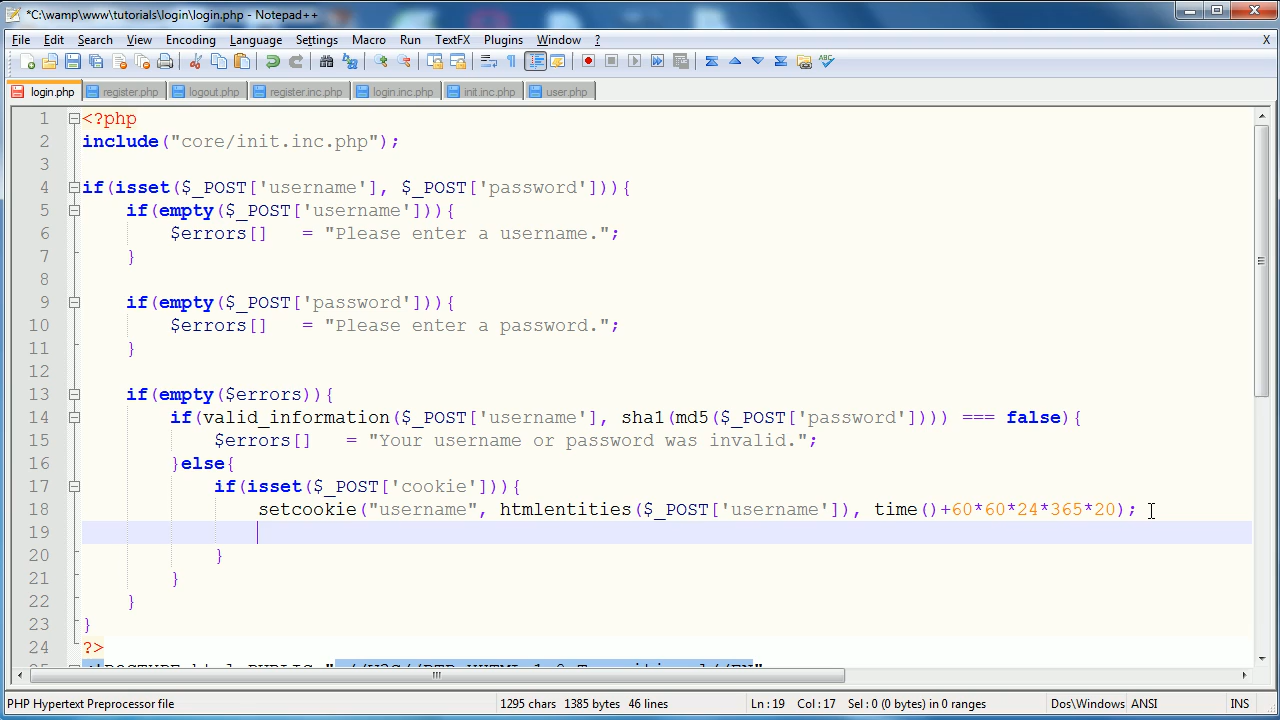 *C:\wamp\www\tutorials\login\login.php - Notepad++
File Edit Search View Encoding Language Settings Macro Run TextFX Plugins Window ? X
login.php register.php logout.php register.inc.php login.inc.php init.inc.php user.php
1 <?php
2 include("core/init.inc.php");
3
4 if(isset($_POST['username'], $_POST['password'])){
5 if(empty($_POST['username'])){
6 $errors[] = "Please enter a username.";
7 }
8
9 if(empty($_POST['password'])){
10 $errors[] = "Please enter a password.";
11 }
12
13 if(empty($errors)){
14 if(valid_information($_POST['username'], sha1(md5($_POST['password']))) === false){
15 $errors[] = "Your username or password was invalid.";
16 }else{
17 if(isset($_POST['cookie'])){
18 setcookie("username", htmlentities($_POST['username']), time()+60*60*24*365*20);
19
20 }
21 }
22 }
23 }
24 ?>
PHP Hypertext Preprocessor file 1295 chars 1385 bytes 46 lines Ln : 19 Col : 17 Sel : 0 (0 bytes) in 0 ranges Dos\Windows ANSI INS